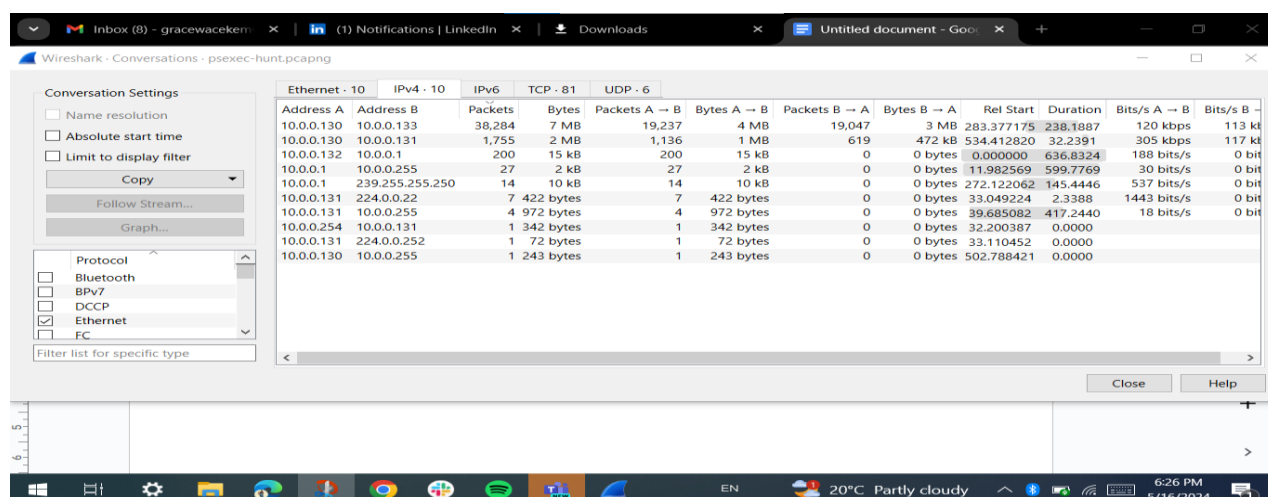 Inbox (8) - gracewacekem
(1) Notifications | LinkedIn
Downloads
Untitled document - Goo
Wireshark · Conversations · psexec-hunt.pcapng
Conversation Settings
Name resolution
Absolute start time
Limit to display filter
Copy
Follow Stream...
Graph...
Protocol
Bluetooth
BPv7
DCCP
Ethernet
FC
Filter list for specific type
Ethernet · 10 IPv4 · 10 IPv6 TCP · 81 UDP · 6
Address A Address B Packets Bytes Packets A → B Bytes A → B Packets B → A Bytes B → A Rel Start Duration Bits/s A → B Bits/s B
10.0.0.130 10.0.0.133 38,284 7 MB 19,237 4 MB 19,047 3 MB 283.377175 238.1887 120 kbps 113 kl
10.0.0.130 10.0.0.131 1,755 2 MB 1,136 1 MB 619 472 kB 534.412820 32.2391 305 kbps 117 kl
10.0.0.132 10.0.0.1 200 15 kB 200 15 kB 0 0 bytes 0.000000 636.8324 188 bits/s 0 bit
10.0.0.1 10.0.0.255 27 2 kB 27 2 kB 0 0 bytes 11.982569 599.7769 30 bits/s 0 bit
10.0.0.1 239.255.255.250 14 10 kB 14 10 kB 0 0 bytes 272.122062 145.4446 537 bits/s 0 bit
10.0.0.131 224.0.0.22 7 422 bytes 7 422 bytes 0 0 bytes 33.049224 2.3388 1443 bits/s 0 bit
10.0.0.131 10.0.0.255 4 972 bytes 4 972 bytes 0 0 bytes 39.685082 417.2440 18 bits/s 0 bit
10.0.0.254 10.0.0.131 1 342 bytes 1 342 bytes 0 0 bytes 32.200387 0.0000
10.0.0.131 224.0.0.252 1 72 bytes 1 72 bytes 0 0 bytes 33.110452 0.0000
10.0.0.130 10.0.0.255 1 243 bytes 1 243 bytes 0 0 bytes 502.788421 0.0000
Close Help
5
6
EN
20°C Partly cloudy
6:26 PM
5/16/2024